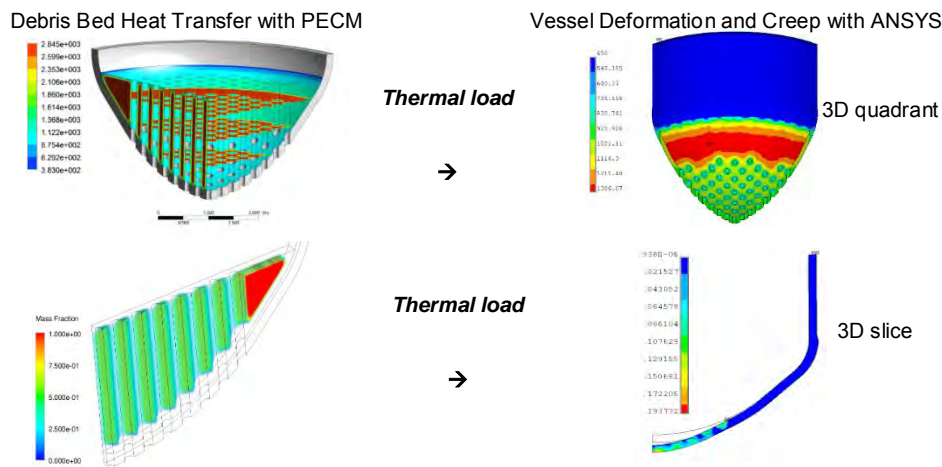 Debris Bed Heat Transfer with PECM
Vessel Deformation and Creep with ANSYS
2.845e+003
2.599e+003
2.353e+003
2.106e+003
1.860e+003
1.614e+003
1.368e+003
1.122e+003
8.754e+002
6.292e+002
3.830e+002
Thermal load
→
3D quadrant
Mass Fraction
1.000e+00
7.500e-01
5.000e-01
2.500e-01
0.000e+00
Thermal load
→
.938E-06
.021527
.043052
.064578
.086104
.107629
.129155
.150681
.172206
.193732
3D slice